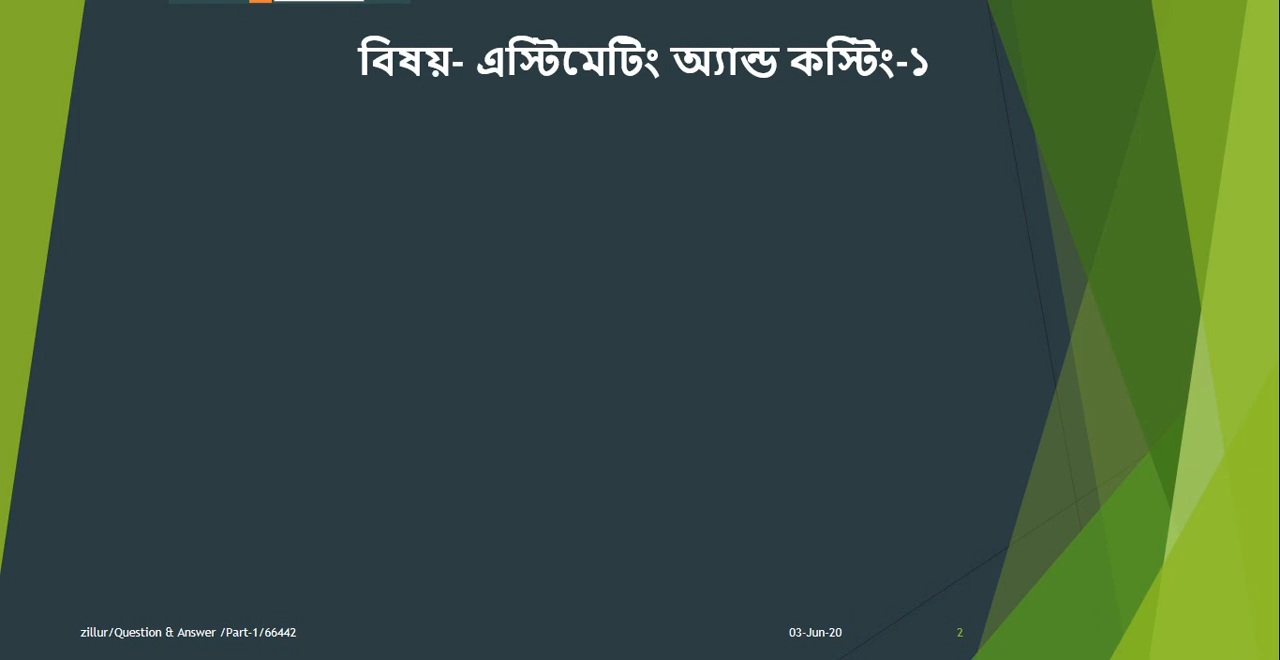 বিষয়- এস্টিমেটিং অ্যান্ড কস্টিং-১
zillur/Question & Answer /Part-1/66442 03-Jun-20 2